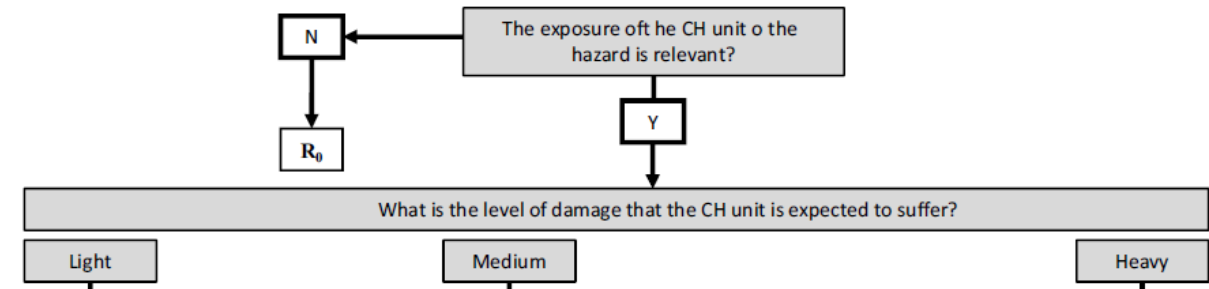 The exposure oft he CH unit o the
hazard is relevant?
N
Y
R₀
What is the level of damage that the CH unit is expected to suffer?
Light
Medium
Heavy